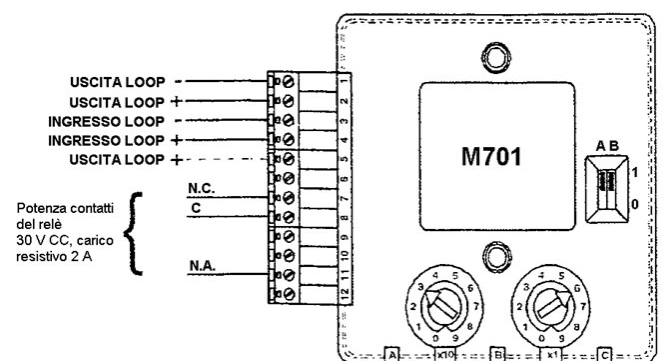 USCITA LOOP -
USCITA LOOP +
INGRESSO LOOP -
INGRESSO LOOP +
USCITA LOOP +
N.C.
C
Potenza contatti
del relè
30 V CC, carico
resistivo 2 A
N.A.
1
2
3
4
5
6
7
8
9
10
11
12
M701
A B
1
0
0 1 2 3 4 5 6 7 8 9
0 1 2 3 4 5 6 7 8 9
A x10 B x1 C